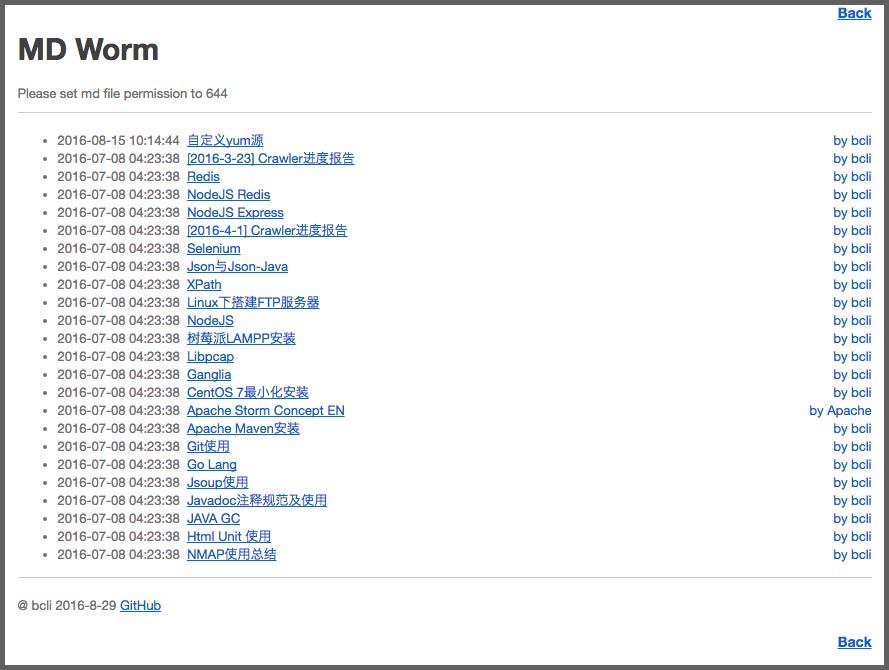 Back
MD Worm
Please set md file permission to 644
2016-08-15 10:14:44 自定义yum源 by bcli
2016-07-08 04:23:38 [2016-3-23] Crawler进度报告 by bcli
2016-07-08 04:23:38 Redis by bcli
2016-07-08 04:23:38 NodeJS Redis by bcli
2016-07-08 04:23:38 NodeJS Express by bcli
2016-07-08 04:23:38 [2016-4-1] Crawler进度报告 by bcli
2016-07-08 04:23:38 Selenium by bcli
2016-07-08 04:23:38 Json与Json-Java by bcli
2016-07-08 04:23:38 XPath by bcli
2016-07-08 04:23:38 Linux下搭建FTP服务器 by bcli
2016-07-08 04:23:38 NodeJS by bcli
2016-07-08 04:23:38 树莓派LAMPP安装 by bcli
2016-07-08 04:23:38 Libpcap by bcli
2016-07-08 04:23:38 Ganglia by bcli
2016-07-08 04:23:38 CentOS 7最小化安装 by bcli
2016-07-08 04:23:38 Apache Storm Concept EN by Apache
2016-07-08 04:23:38 Apache Maven安装 by bcli
2016-07-08 04:23:38 Git使用 by bcli
2016-07-08 04:23:38 Go Lang by bcli
2016-07-08 04:23:38 Jsoup使用 by bcli
2016-07-08 04:23:38 Javadoc注释规范及使用 by bcli
2016-07-08 04:23:38 JAVA GC by bcli
2016-07-08 04:23:38 Html Unit 使用 by bcli
2016-07-08 04:23:38 NMAP使用总结 by bcli
@ bcli 2016-8-29 GitHub
Back